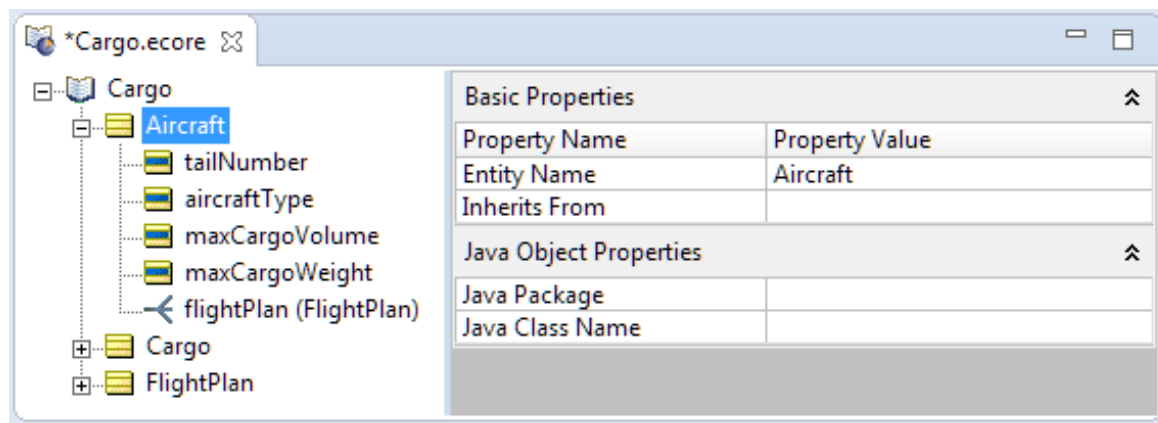 *Cargo.ecore
Cargo
Aircraft
tailNumber
aircraftType
maxCargoVolume
maxCargoWeight
flightPlan (FlightPlan)
Cargo
FlightPlan
Basic Properties
Property Name Property Value
Entity Name Aircraft
Inherits From
Java Object Properties
Java Package
Java Class Name